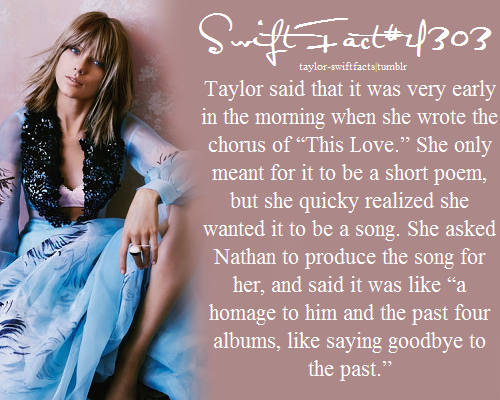 Swift Fact#4303
taylor-swiftfacts|tumblr
Taylor said that it was very early
in the morning when she wrote the
chorus of “This Love.” She only
meant for it to be a short poem,
but she quicky realized she
wanted it to be a song. She asked
Nathan to produce the song for
her, and said it was like “a
homage to him and the past four
albums, like saying goodbye to
the past.”